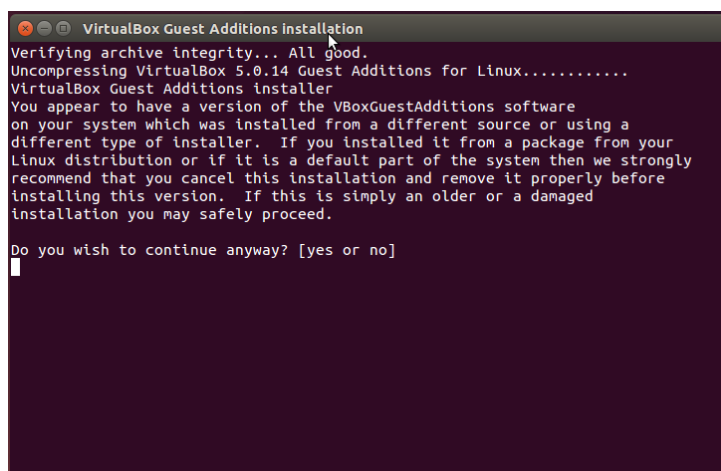 VirtualBox Guest Additions installation
Verifying archive integrity... All good.
Uncompressing VirtualBox 5.0.14 Guest Additions for Linux............
VirtualBox Guest Additions installer
You appear to have a version of the VBoxGuestAdditions software
on your system which was installed from a different source or using a
different type of installer.  If you installed it from a package from your
Linux distribution or if it is a default part of the system then we strongly
recommend that you cancel this installation and remove it properly before
installing this version.  If this is simply an older or a damaged
installation you may safely proceed.
Do you wish to continue anyway? [yes or no]